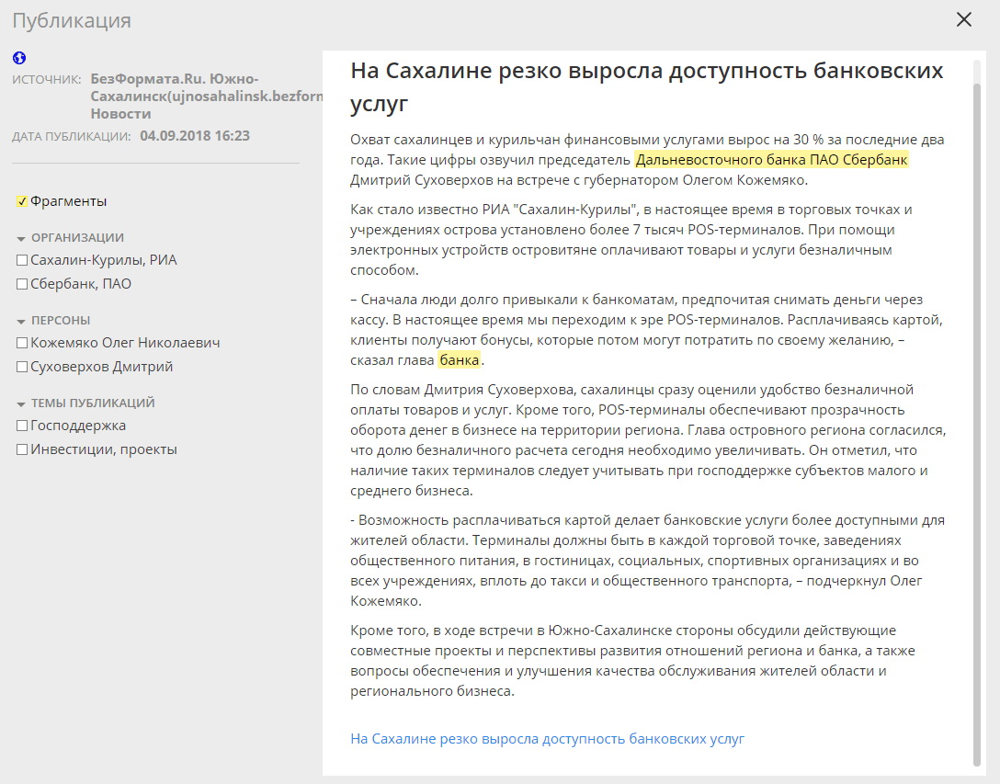 Публикация
ИСТОЧНИК: БезФормата.Ru. Южно-
Сахалинск(ujnosahalinsk.bezforn
Новости
ДАТА ПУБЛИКАЦИИ: 04.09.2018 16:23
Фрагменты
ОРГАНИЗАЦИИ
Сахалин-Курилы, РИА
Сбербанк, ПАО
ПЕРСОНЫ
Кожемяко Олег Николаевич
Суховерхов Дмитрий
ТЕМЫ ПУБЛИКАЦИЙ
Господдержка
Инвестиции, проекты
На Сахалине резко выросла доступность банковских
услуг
Охват сахалинцев и курильчан финансовыми услугами вырос на 30 % за последние два
года. Такие цифры озвучил председатель Дальневосточного банка ПАО Сбербанк
Дмитрий Суховерхов на встрече с губернатором Олегом Кожемяко.
Как стало известно РИА "Сахалин-Курилы", в настоящее время в торговых точках и
учреждениях острова установлено более 7 тысяч POS-терминалов. При помощи
электронных устройств островитяне оплачивают товары и услуги безналичным
способом.
– Сначала люди долго привыкали к банкоматам, предпочитая снимать деньги через
кассу. В настоящее время мы переходим к эре POS-терминалов. Расплачиваясь картой,
клиенты получают бонусы, которые потом могут потратить по своему желанию, –
сказал глава банка.
По словам Дмитрия Суховерхова, сахалинцы сразу оценили удобство безналичной
оплаты товаров и услуг. Кроме того, POS-терминалы обеспечивают прозрачность
оборота денег в бизнесе на территории региона. Глава островного региона согласился,
что долю безналичного расчета сегодня необходимо увеличивать. Он отметил, что
наличие таких терминалов следует учитывать при господдержке субъектов малого и
среднего бизнеса.
- Возможность расплачиваться картой делает банковские услуги более доступными для
жителей области. Терминалы должны быть в каждой торговой точке, заведениях
общественного питания, в гостиницах, социальных, спортивных организациях и во
всех учреждениях, вплоть до такси и общественного транспорта, – подчеркнул Олег
Кожемяко.
Кроме того, в ходе встречи в Южно-Сахалинске стороны обсудили действующие
совместные проекты и перспективы развития отношений региона и банка, а также
вопросы обеспечения и улучшения качества обслуживания жителей области и
регионального бизнеса.
На Сахалине резко выросла доступность банковских услуг